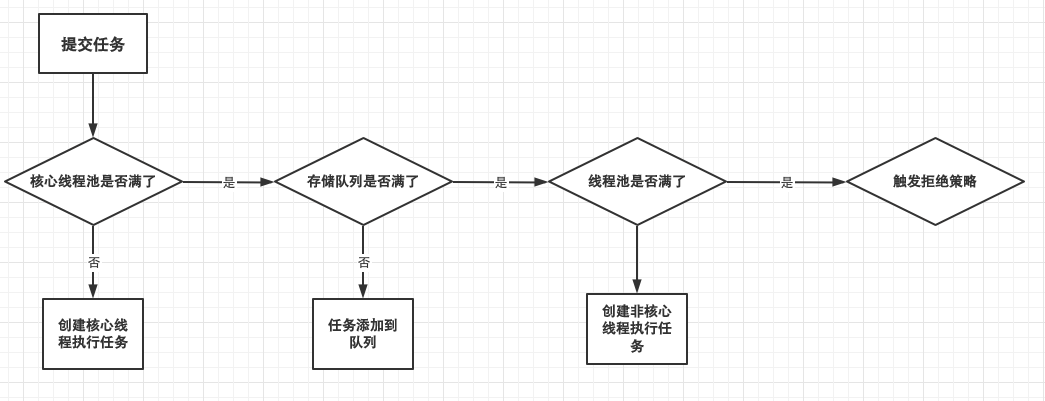 提交任务
核心线程池是否满了
是
存储队列是否满了
是
线程池是否满了
是
触发拒绝策略
否
否
创建核心线
程执行任务
任务添加到
队列
创建非核心
线程执行任
务